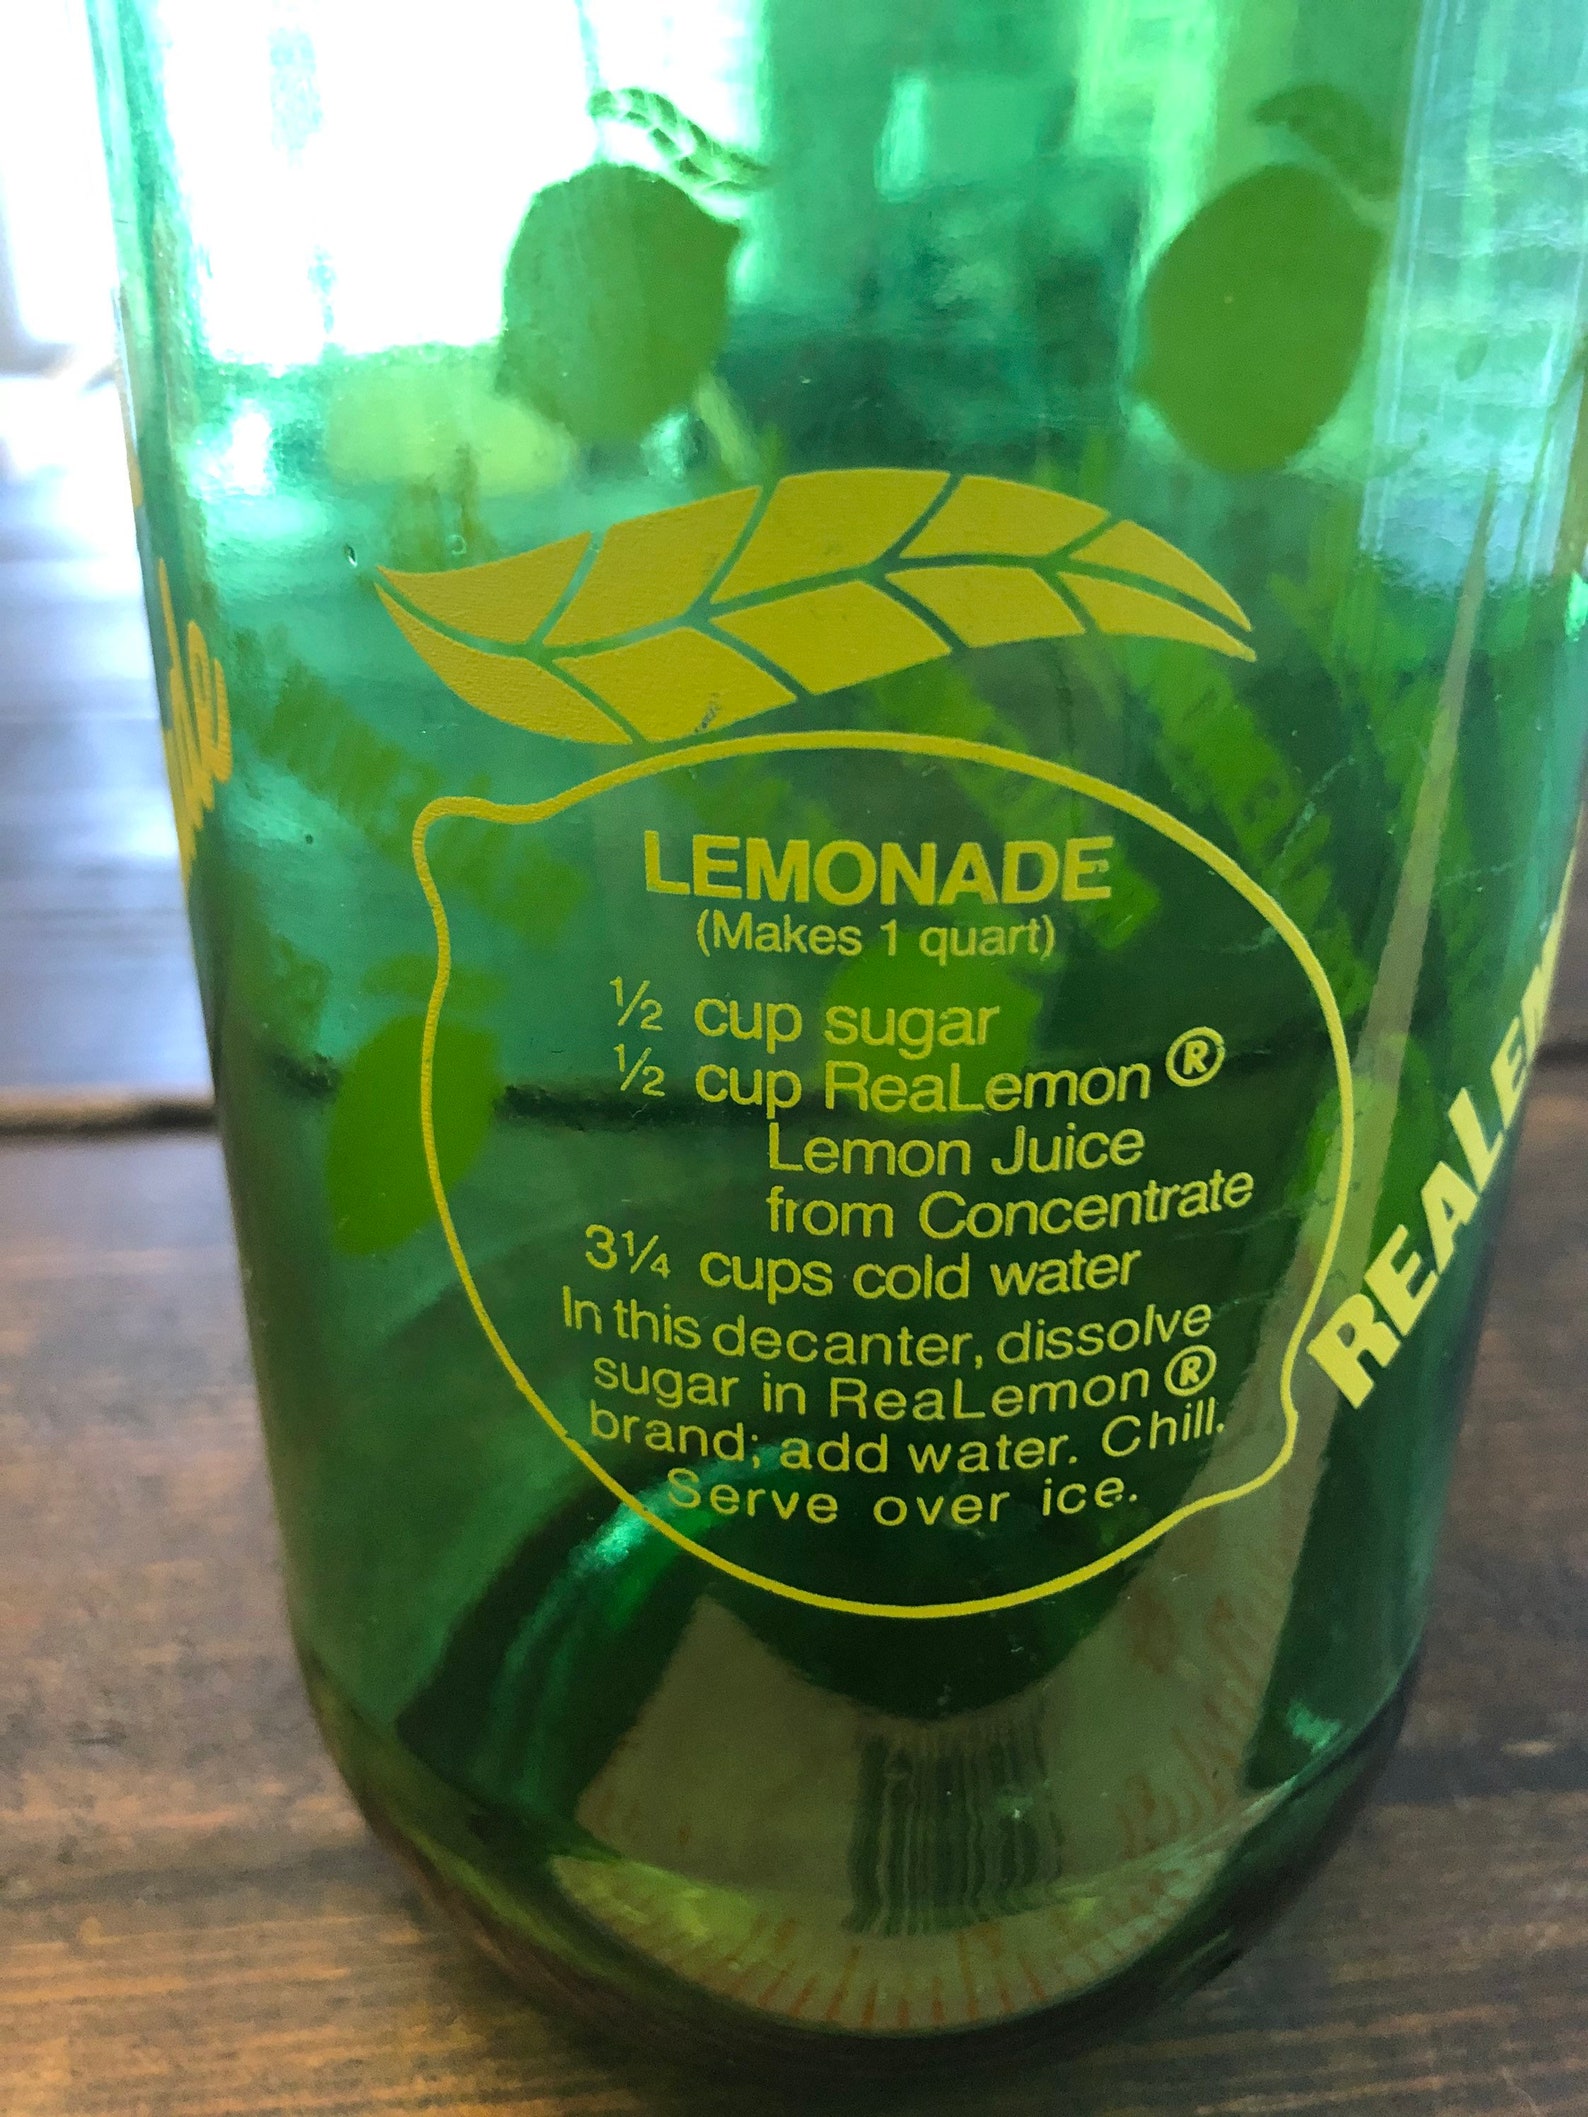 LEMONADE
(Makes 1 quart)
½ cup sugar
½ cup ReaLemon ®
Lemon Juice
from Concentrate
3¼ cups cold water
In this decanter, dissolve
sugar in ReaLemon ®
brand; add water. Chill.
Serve over ice.
REALEM